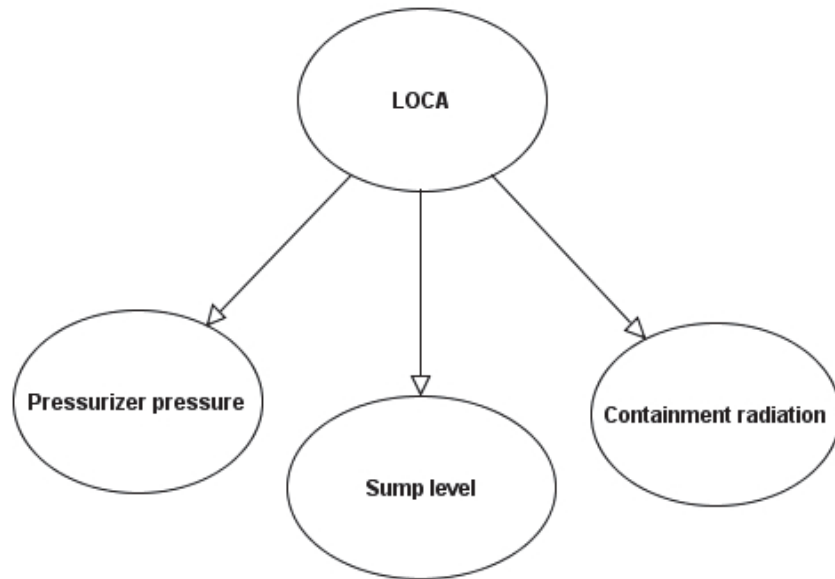 LOCA
Pressurizer pressure
Containment radiation
Sump level